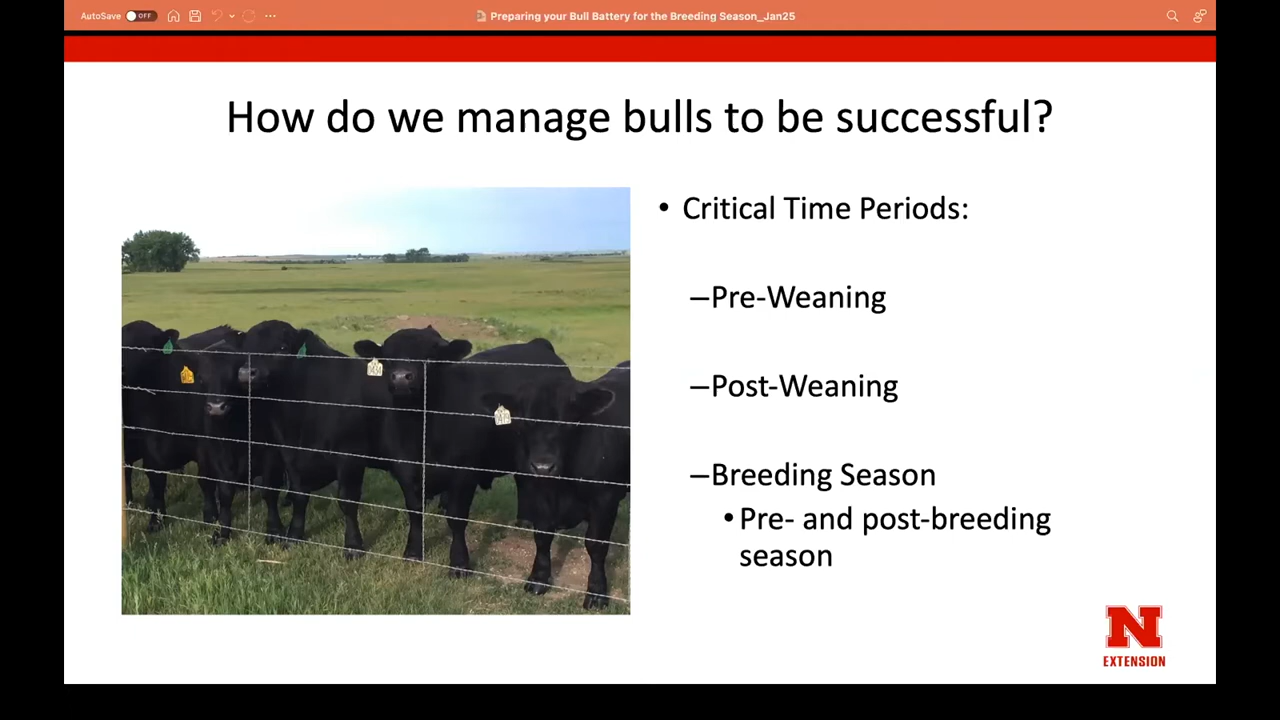 AutoSave OFF
Preparing your Bull Battery for the Breeding Season_Jan25
How do we manage bulls to be successful?
• Critical Time Periods:
–Pre-Weaning
–Post-Weaning
–Breeding Season
•Pre- and post-breeding
season
N
EXTENSION